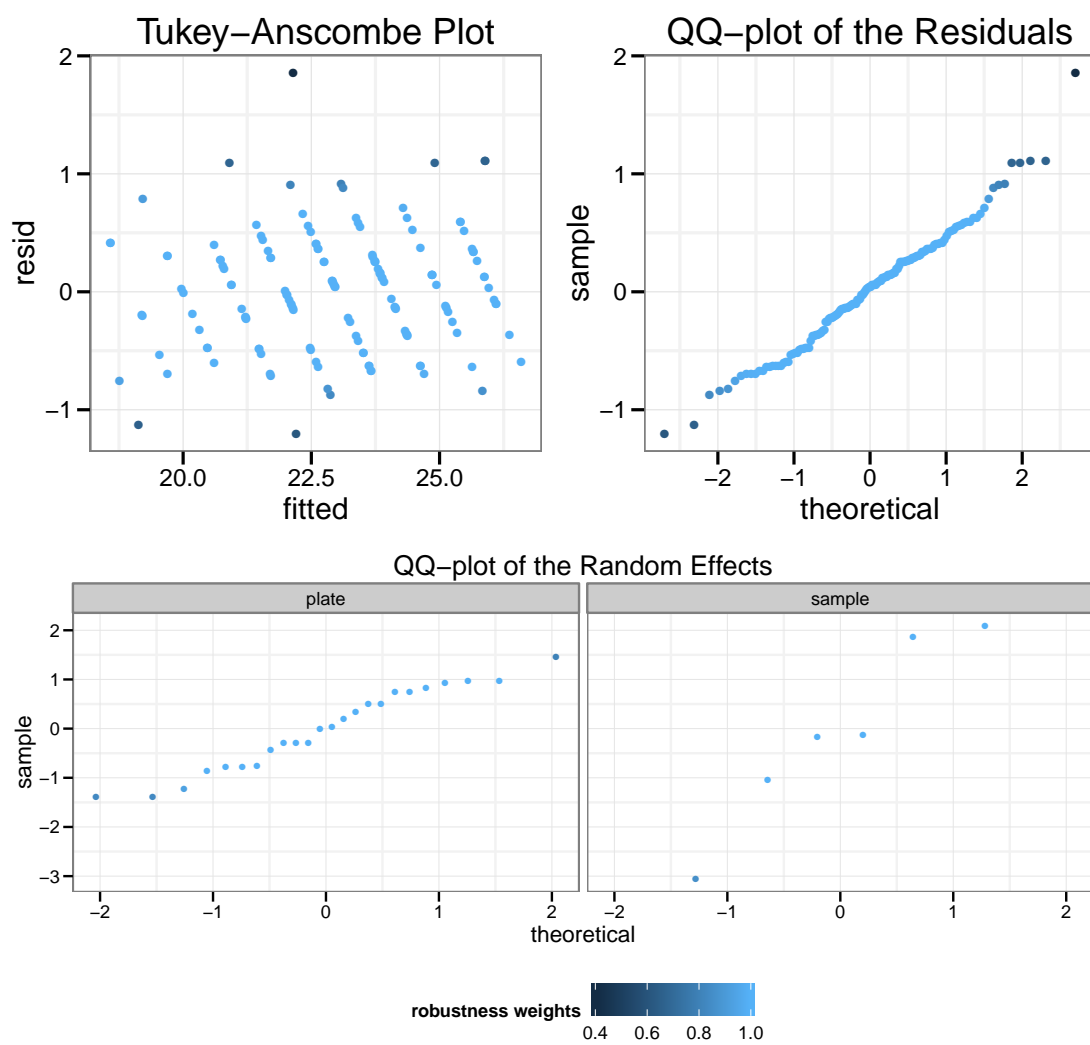 Tukey−Anscombe Plot
2
1
0
−1
resid
20.0 22.5 25.0
fitted
QQ−plot of the Residuals
2
1
0
−1
sample
−2 −1 0 1 2
theoretical
QQ−plot of the Random Effects
plate sample
2
1
0
−1
−2
−3
sample
−2 −1 0 1 2 −2 −1 0 1 2
theoretical
robustness weights
0.4 0.6 0.8 1.0